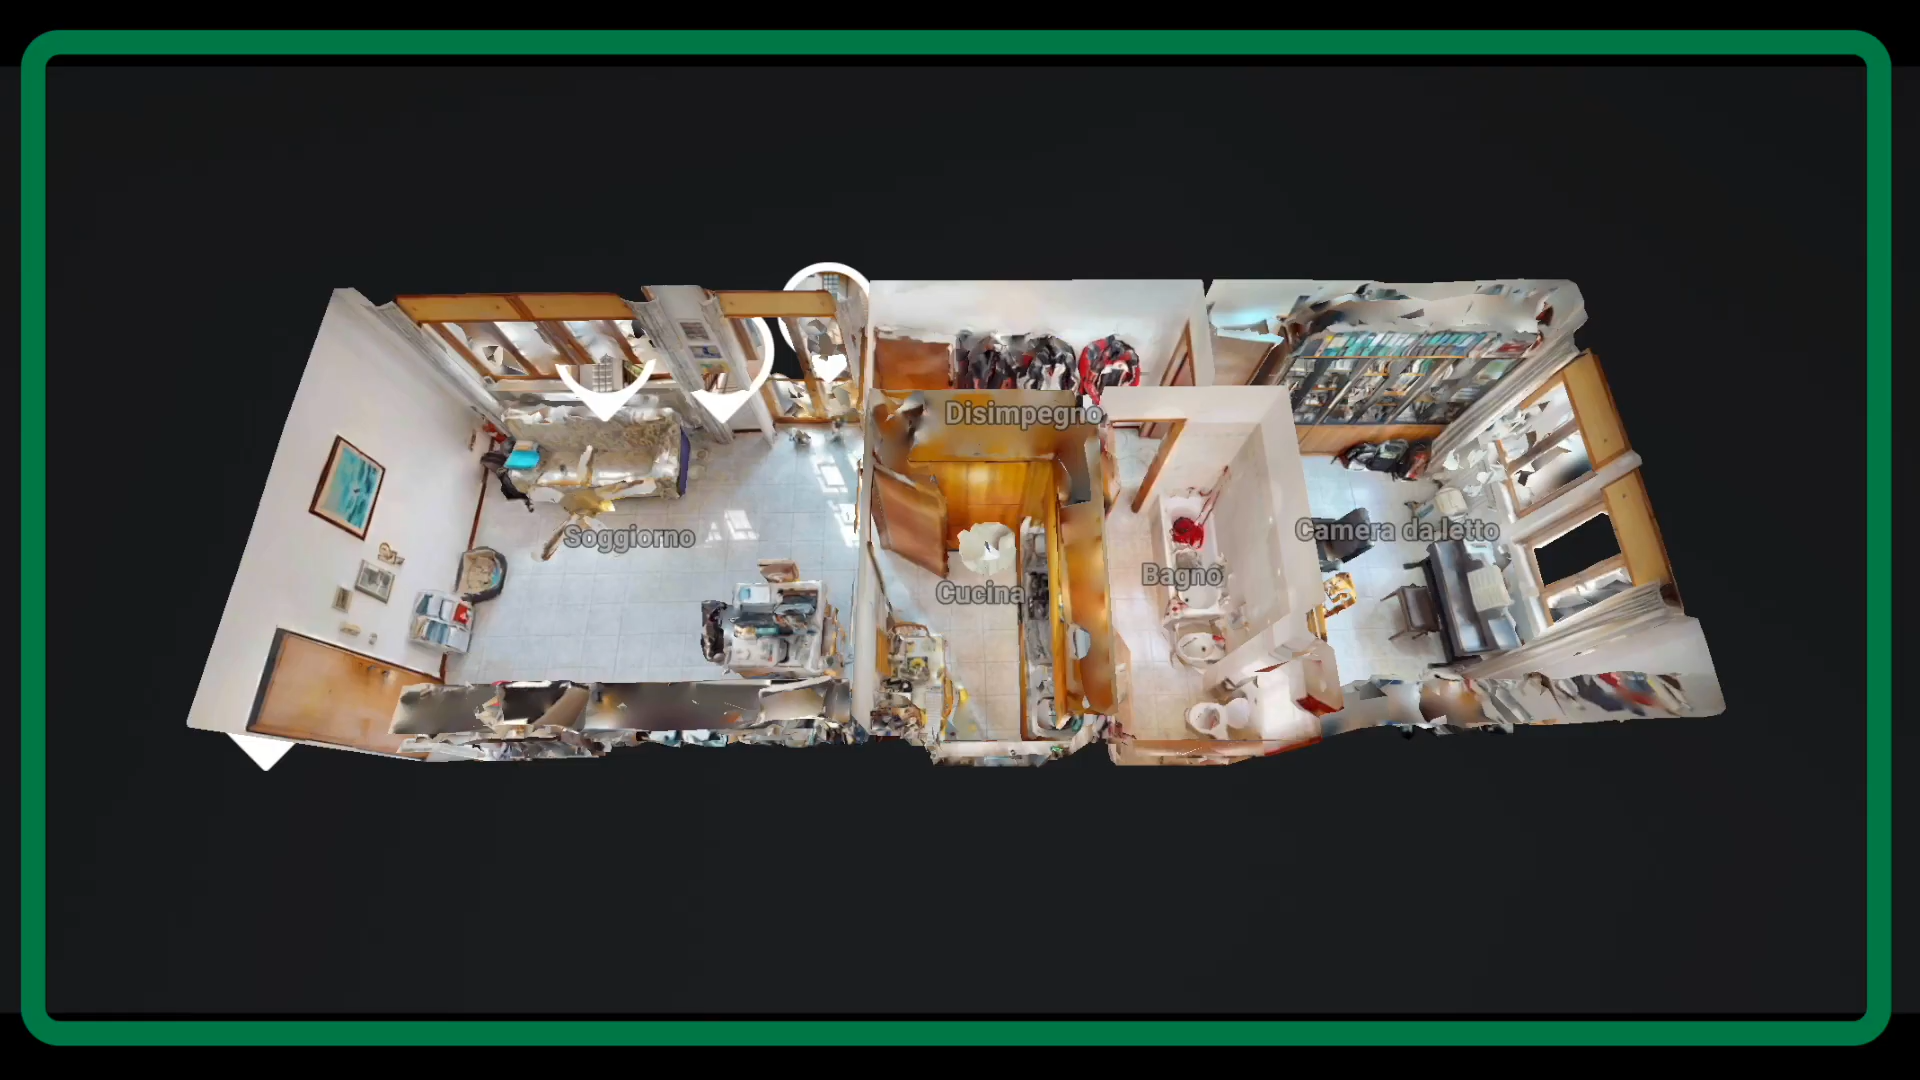 Disimpegno
Soggiorno
Camera da letto
Bagno
Cucina